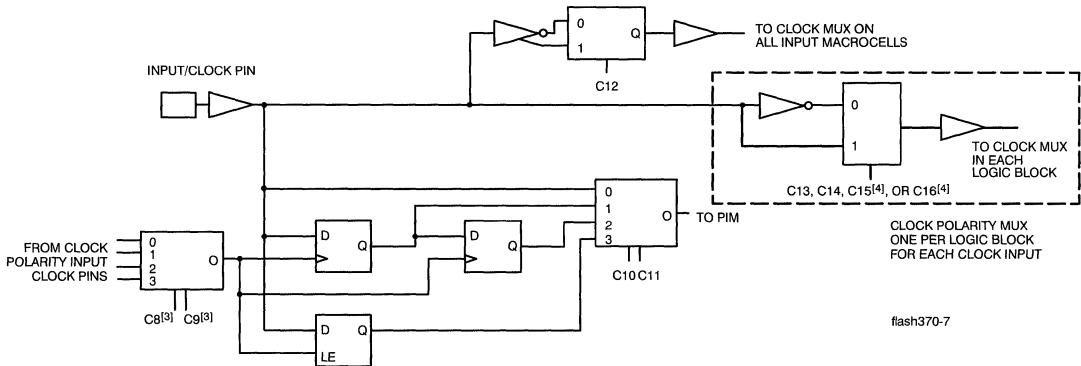 0
1
Q
TO CLOCK MUX ON
ALL INPUT MACROCELLS
C12
INPUT/CLOCK PIN
0
1
TO CLOCK MUX
IN EACH
LOGIC BLOCK
C13, C14, C15[4], OR C16[4]
CLOCK POLARITY MUX
ONE PER LOGIC BLOCK
FOR EACH CLOCK INPUT
0
1
2
3
O
TO PIM
C10 C11
D
Q
D
Q
FROM CLOCK
POLARITY INPUT
CLOCK PINS
0
1
2
3
O
C8[3] C9[3]
D
Q
LE
flash370-7